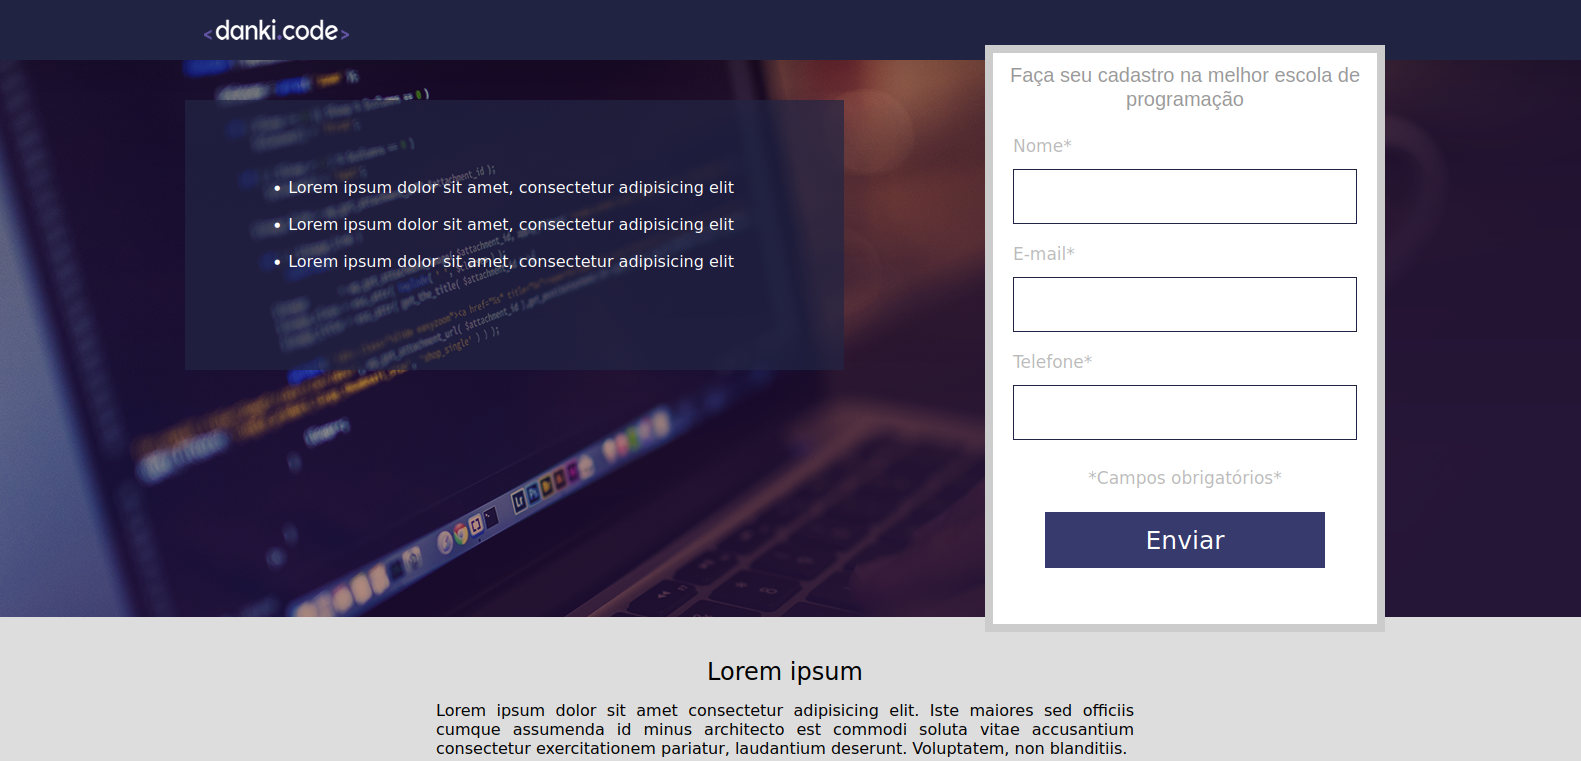 <danki.code>
Faça seu cadastro na melhor escola de
programação
Nome*
E-mail*
Telefone*
*Campos obrigatórios*
Enviar
• Lorem ipsum dolor sit amet, consectetur adipisicing elit
• Lorem ipsum dolor sit amet, consectetur adipisicing elit
• Lorem ipsum dolor sit amet, consectetur adipisicing elit
Lorem ipsum
Lorem ipsum dolor sit amet consectetur adipisicing elit. Iste maiores sed officiis
cumque assumenda id minus architecto est commodi soluta vitae accusantium
consectetur exercitationem pariatur, laudantium deserunt. Voluptatem, non blanditiis.